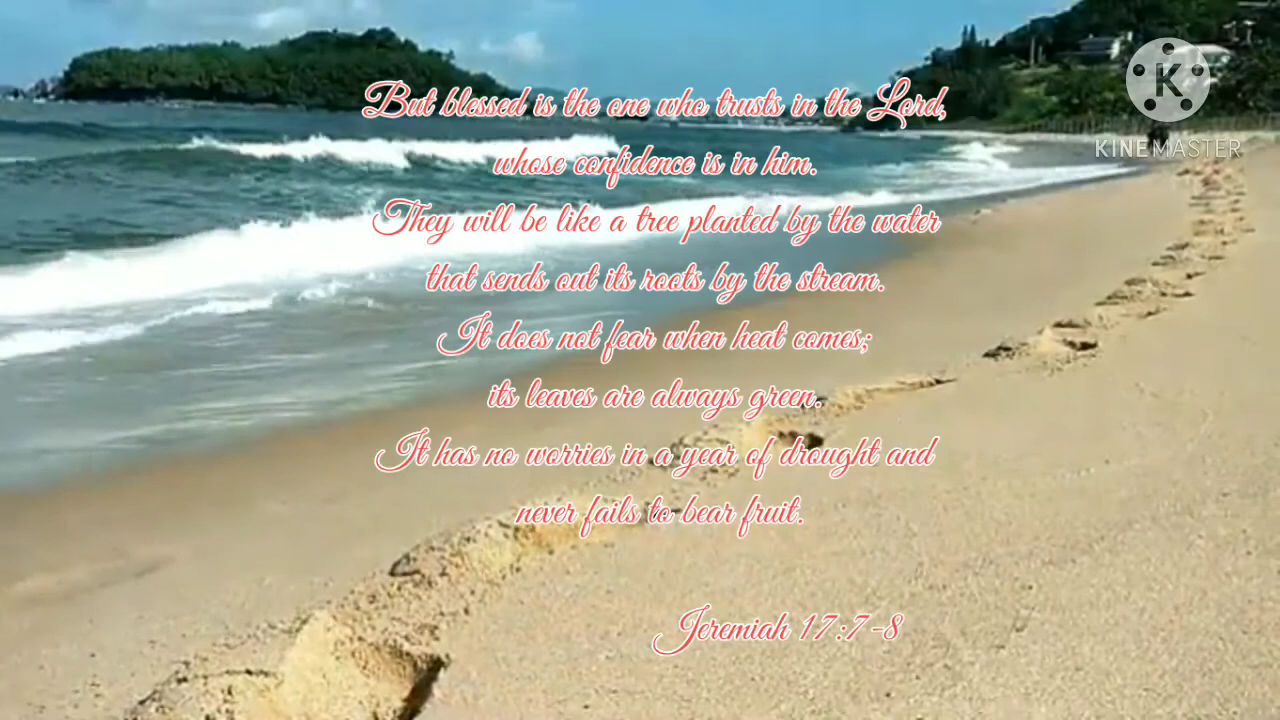 K
KINEMASTER
But blessed is the one who trusts in the Lord,
whose confidence is in him.
They will be like a tree planted by the water
that sends out its roots by the stream.
It does not fear when heat comes;
its leaves are always green.
It has no worries in a year of drought and
never fails to bear fruit.
Jeremiah 17:7-8